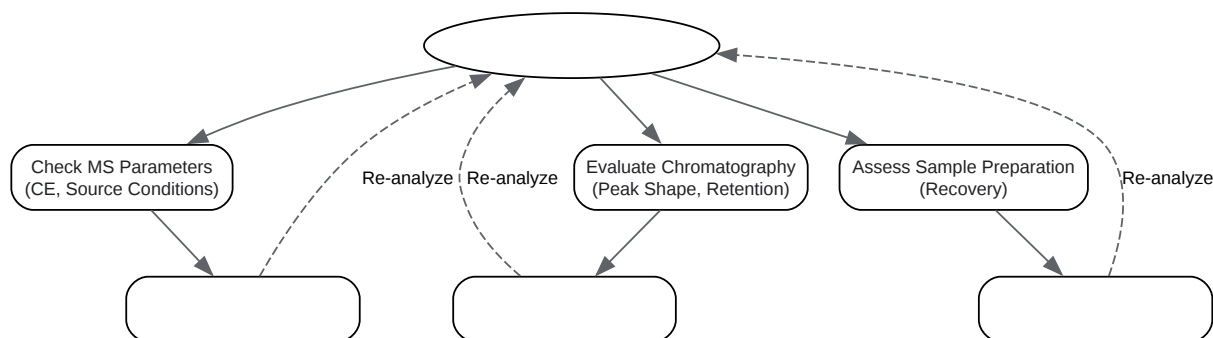 Check MS Parameters
(CE, Source Conditions)
Re-analyze
Re-analyze
Evaluate Chromatography
(Peak Shape, Retention)
Assess Sample Preparation
(Recovery)
Re-analyze